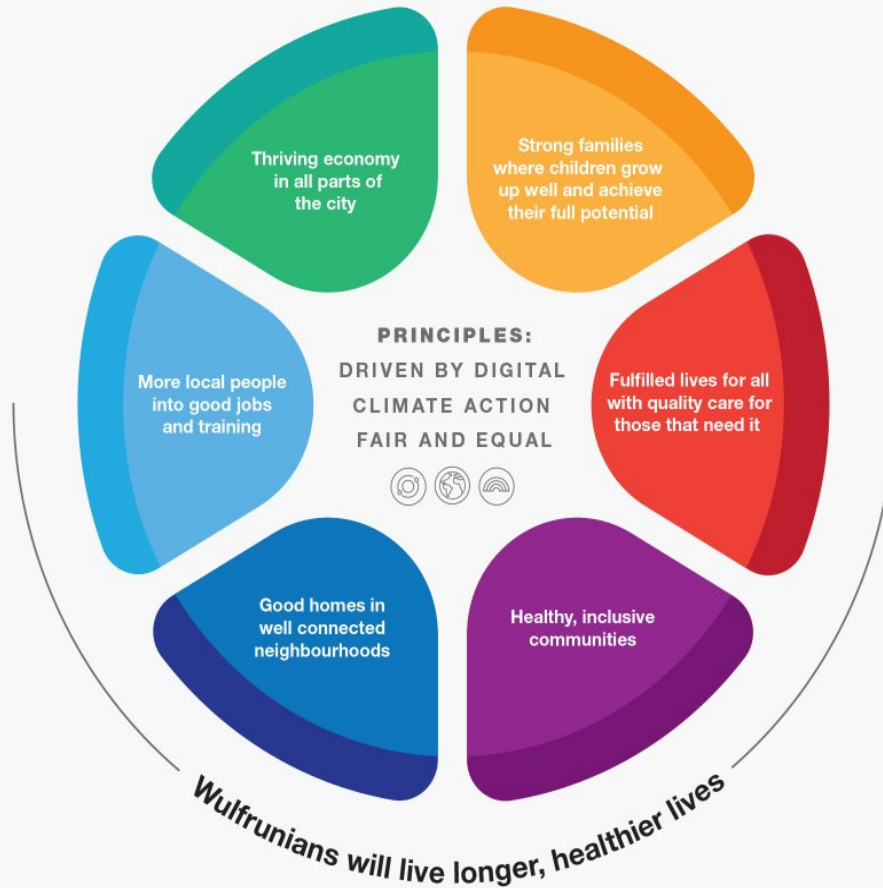 Thriving economy
in all parts of
the city
Strong families
where children grow
up well and achieve
their full potential
More local people
into good jobs
and training
PRINCIPLES:
DRIVEN BY DIGITAL
CLIMATE ACTION
FAIR AND EQUAL
Fulfilled lives for all
with quality care for
those that need it
Good homes in
well connected
neighbourhoods
Healthy, inclusive
communities
Wulfrunians will live longer, healthier lives